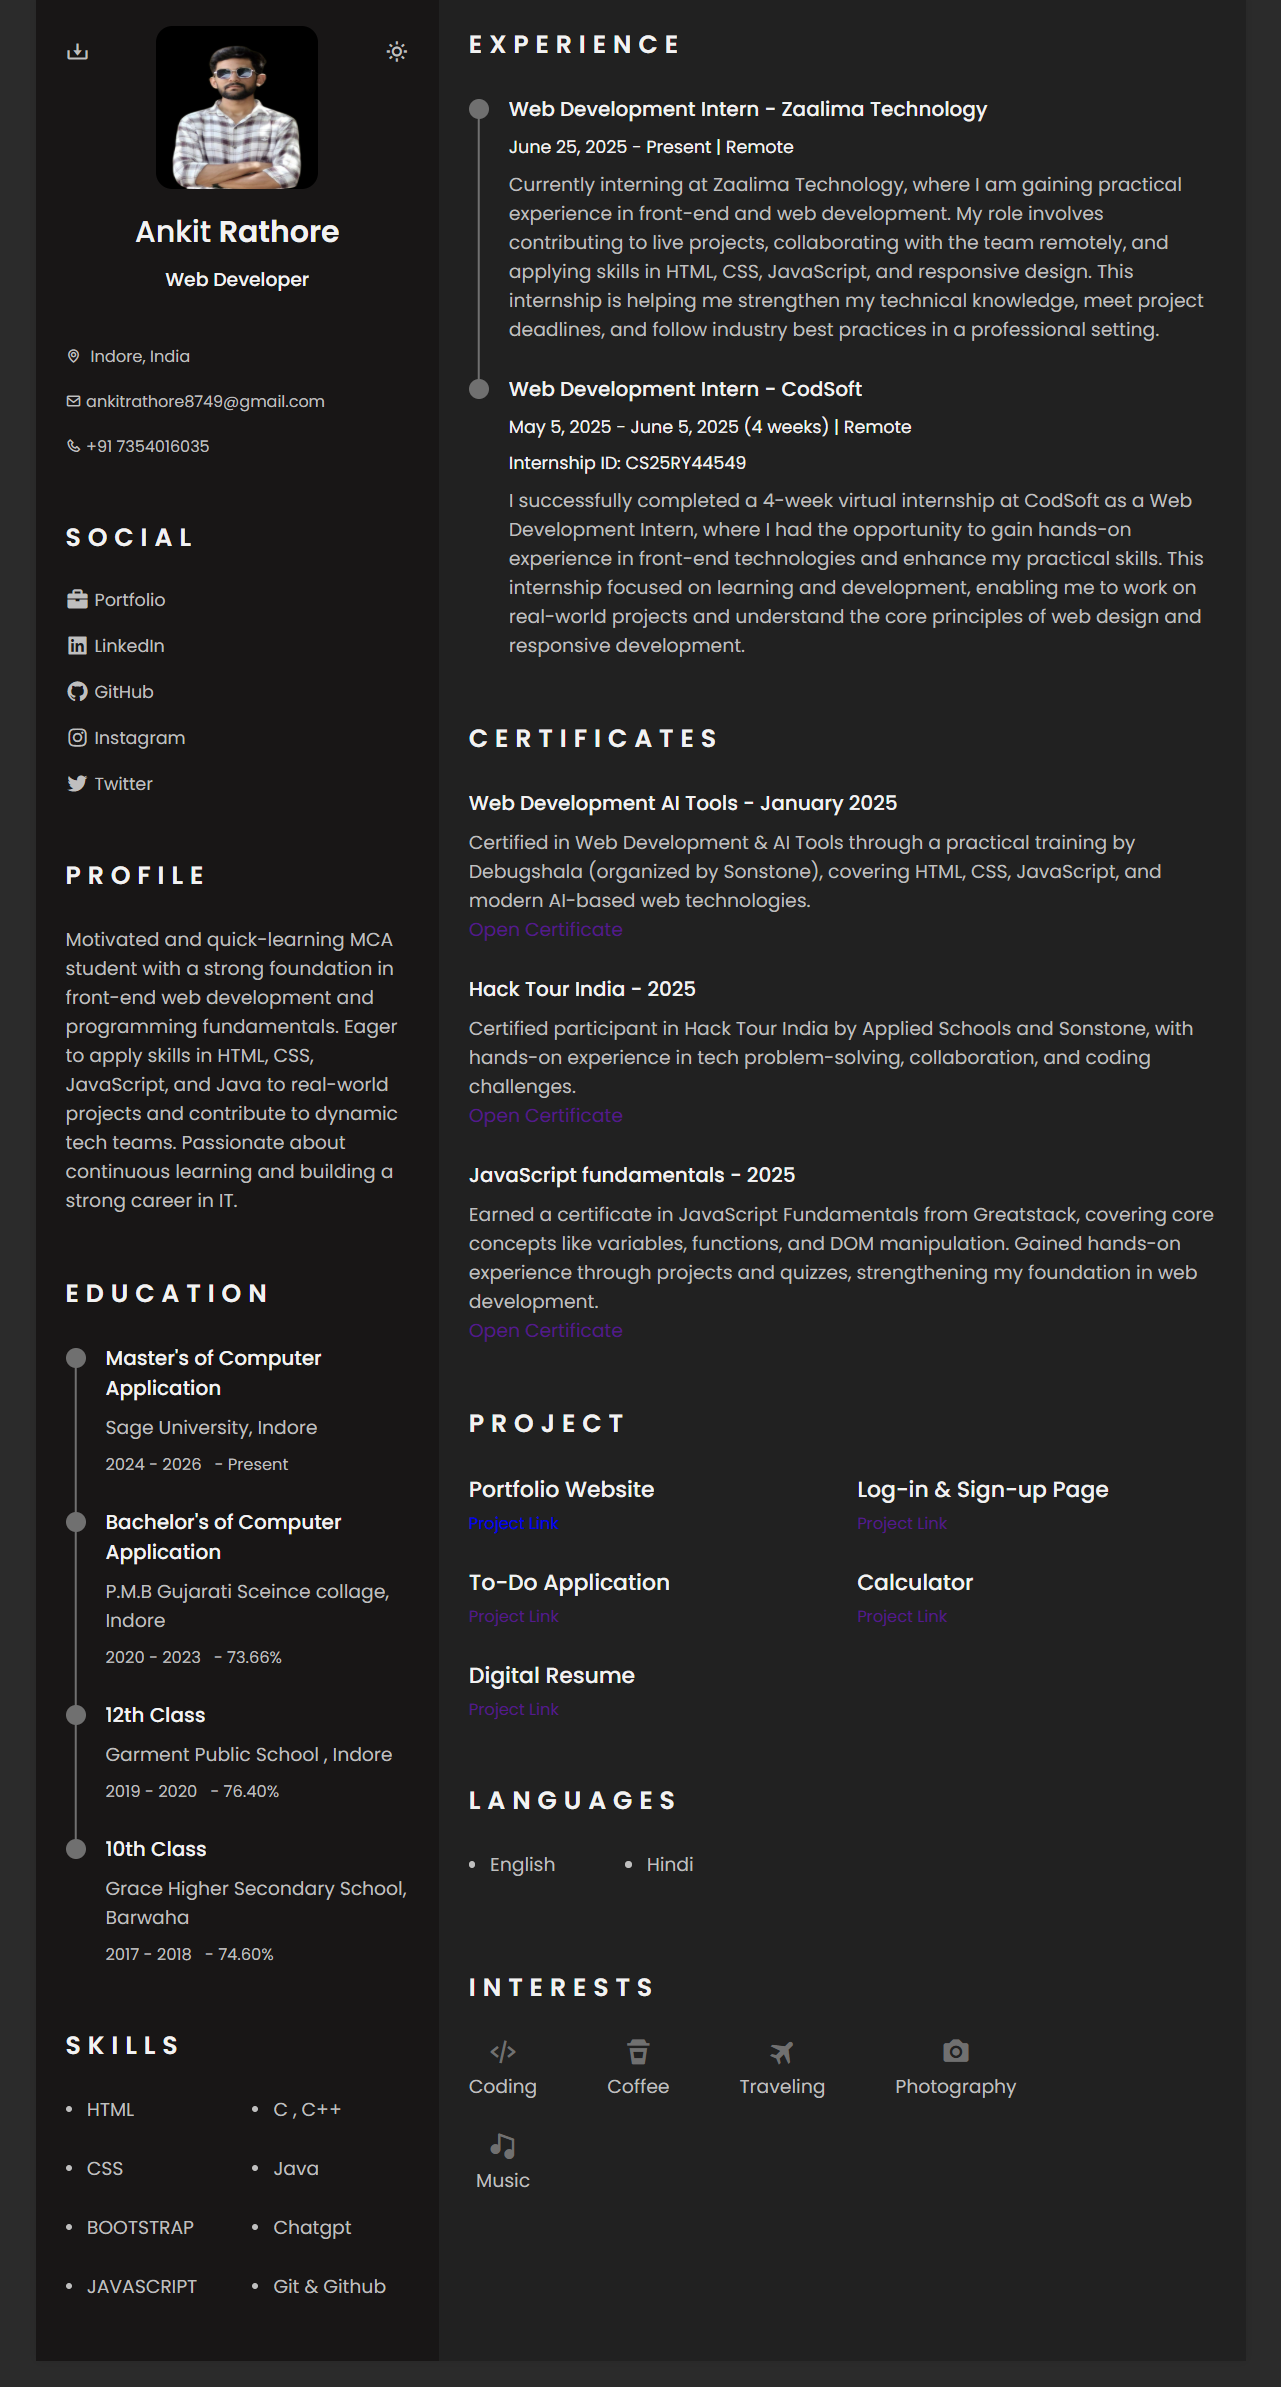 Ankit Rathore
Web Developer
Indore, India
ankitrathore8749@gmail.com
+91 7354016035
SOCIAL
Portfolio
LinkedIn
GitHub
Instagram
Twitter
PROFILE
Motivated and quick-learning MCA
student with a strong foundation in
front-end web development and
programming fundamentals. Eager
to apply skills in HTML, CSS,
JavaScript, and Java to real-world
projects and contribute to dynamic
tech teams. Passionate about
continuous learning and building a
strong career in IT.
EDUCATION
Master's of Computer
Application
Sage University, Indore
2024 - 2026 - Present
Bachelor's of Computer
Application
P.M.B Gujarati Sceince collage,
Indore
2020 - 2023 - 73.66%
12th Class
Garment Public School , Indore
2019 - 2020 - 76.40%
10th Class
Grace Higher Secondary School,
Barwaha
2017 - 2018 - 74.60%
SKILLS
HTML
C , C++
CSS
Java
BOOTSTRAP
Chatgpt
JAVASCRIPT
Git & Github
EXPERIENCE
Web Development Intern - Zaalima Technology
June 25, 2025 - Present | Remote
Currently interning at Zaalima Technology, where I am gaining practical
experience in front-end and web development. My role involves
contributing to live projects, collaborating with the team remotely, and
applying skills in HTML, CSS, JavaScript, and responsive design. This
internship is helping me strengthen my technical knowledge, meet project
deadlines, and follow industry best practices in a professional setting.
Web Development Intern - CodSoft
May 5, 2025 - June 5, 2025 (4 weeks) | Remote
Internship ID: CS25RY44549
I successfully completed a 4-week virtual internship at CodSoft as a Web
Development Intern, where I had the opportunity to gain hands-on
experience in front-end technologies and enhance my practical skills. This
internship focused on learning and development, enabling me to work on
real-world projects and understand the core principles of web design and
responsive development.
CERTIFICATES
Web Development AI Tools - January 2025
Certified in Web Development & AI Tools through a practical training by
Debugshala (organized by Sonstone), covering HTML, CSS, JavaScript, and
modern AI-based web technologies.
Open Certificate
Hack Tour India - 2025
Certified participant in Hack Tour India by Applied Schools and Sonstone, with
hands-on experience in tech problem-solving, collaboration, and coding
challenges.
Open Certificate
JavaScript fundamentals - 2025
Earned a certificate in JavaScript Fundamentals from Greatstack, covering core
concepts like variables, functions, and DOM manipulation. Gained hands-on
experience through projects and quizzes, strengthening my foundation in web
development.
Open Certificate
PROJECT
Portfolio Website
Project Link
Log-in & Sign-up Page
Project Link
To-Do Application
Project Link
Calculator
Project Link
Digital Resume
Project Link
LANGUAGES
English
Hindi
INTERESTS
Coding
Coffee
Traveling
Photography
Music